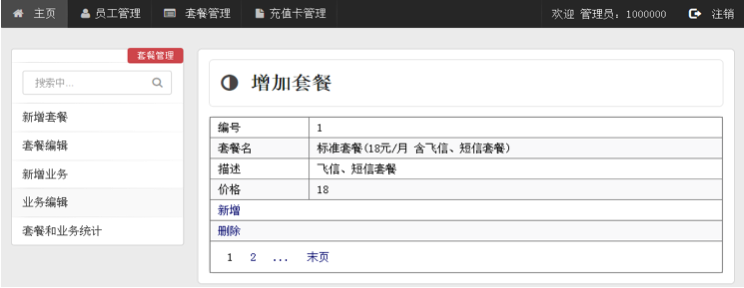 主页 员工管理 套餐管理 充值卡管理 欢迎 管理员：1000000 注销
套餐管理
搜索中...
新增套餐
套餐编辑
新增业务
业务编辑
套餐和业务统计
增加套餐
编号 1
套餐名 标准套餐(18元/月 含飞信、短信套餐)
描述 飞信、短信套餐
价格 18
新增
删除
1 2 ... 末页